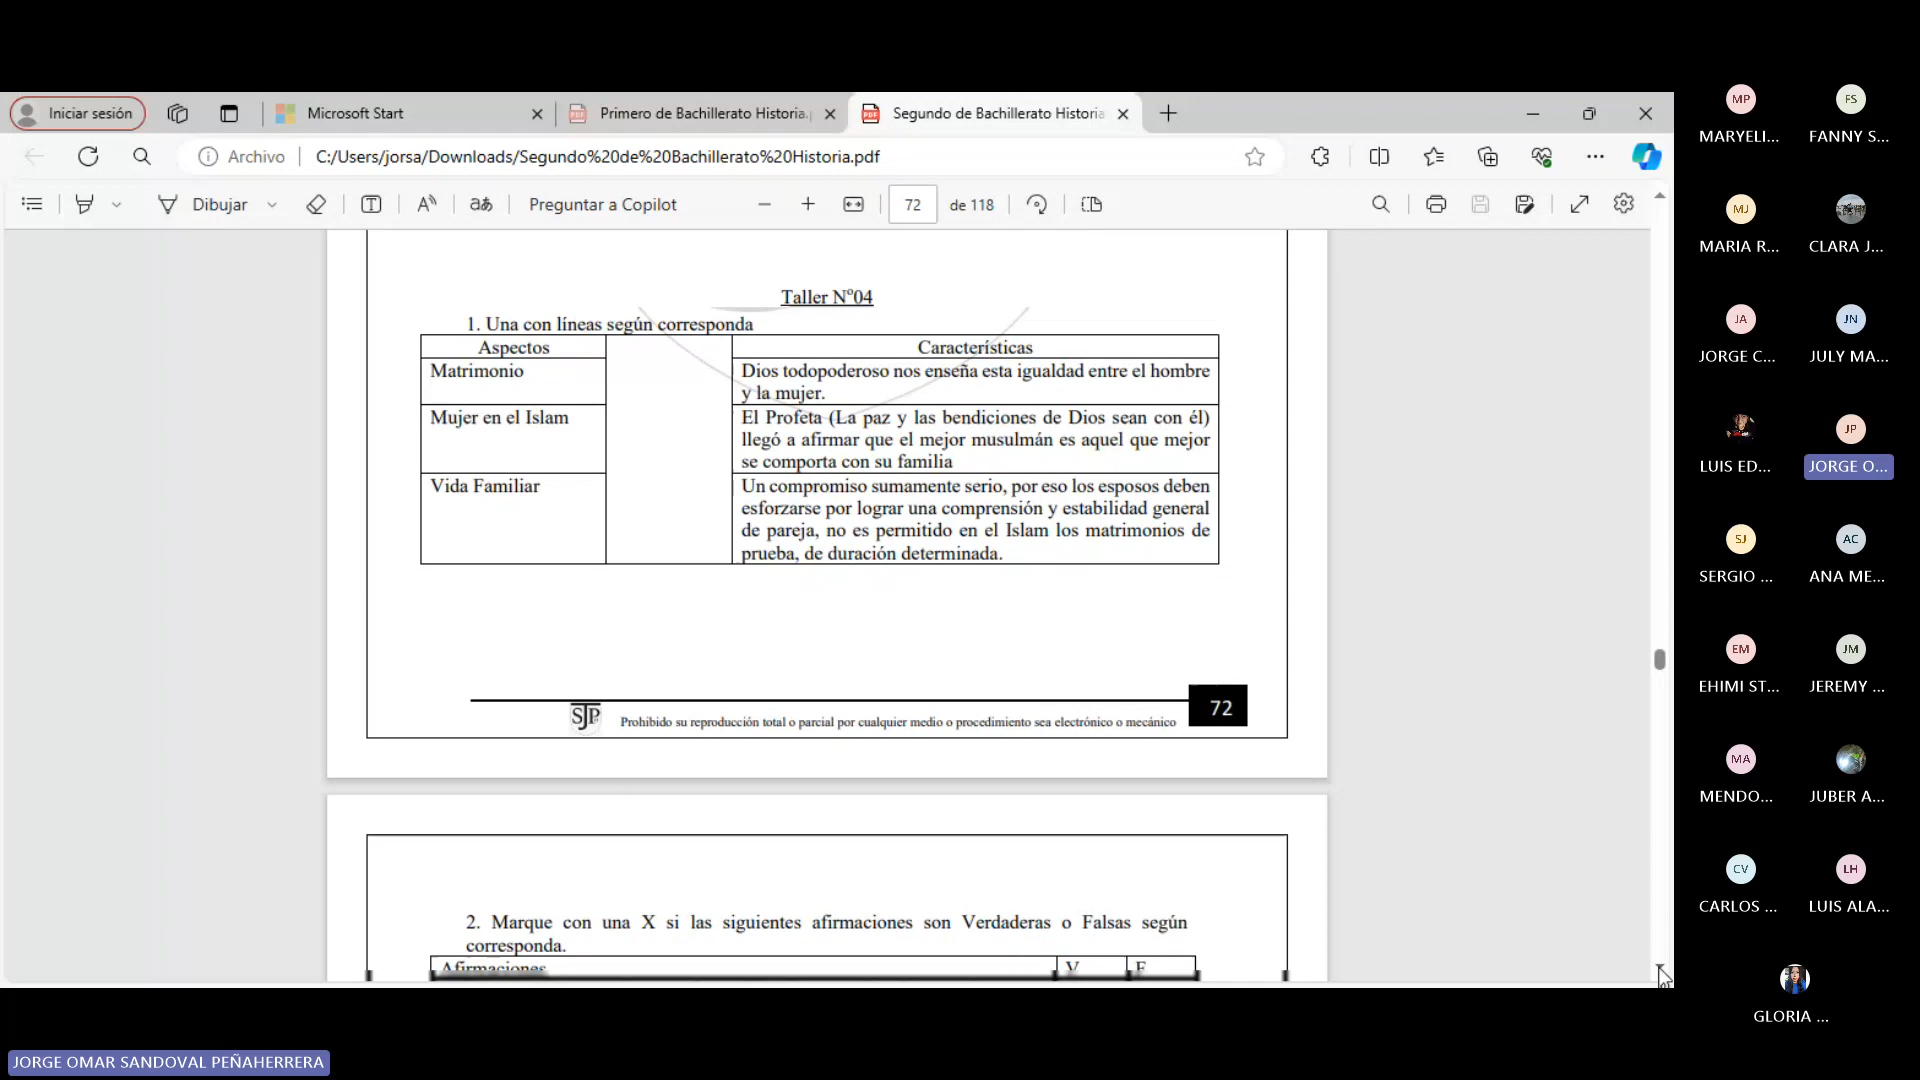 Iniciar sesión
Microsoft Start
Primero de Bachillerato Historia.
Segundo de Bachillerato Historia
Archivo
C:/Users/jorsa/Downloads/Segundo%20de%20Bachillerato%20Historia.pdf
Dibujar
Preguntar a Copilot
72 de 118
Taller N°04
1. Una con líneas según corresponda
Aspectos
Características
Matrimonio
Dios todopoderoso nos enseña esta igualdad entre el hombre
y la mujer.
Mujer en el Islam
El Profeta (La paz y las bendiciones de Dios sean con él)
llegó a afirmar que el mejor musulmán es aquel que mejor
se comporta con su familia
Vida Familiar
Un compromiso sumamente serio, por eso los esposos deben
esforzarse por lograr una comprensión y estabilidad general
de pareja, no es permitido en el Islam los matrimonios de
prueba, de duración determinada.
SJP
Prohibido su reproducción total o parcial por cualquier medio o procedimiento sea electrónico o mecánico
72
2. Marque con una X si las siguientes afirmaciones son Verdaderas o Falsas según
corresponda.
Afirmaciones V F
MP FS
MARYELI... FANNY S...
MJ
MARIA R... CLARA J...
JA JN
JORGE C... JULY MA...
JP
LUIS ED... JORGE O...
SJ AC
SERGIO ... ANA ME...
EM JM
EHIMI ST... JEREMY ...
MA
MENDO... JUBER A...
CV LH
CARLOS ... LUIS ALA...
GLORIA ...
JORGE OMAR SANDOVAL PEÑAHERRERA